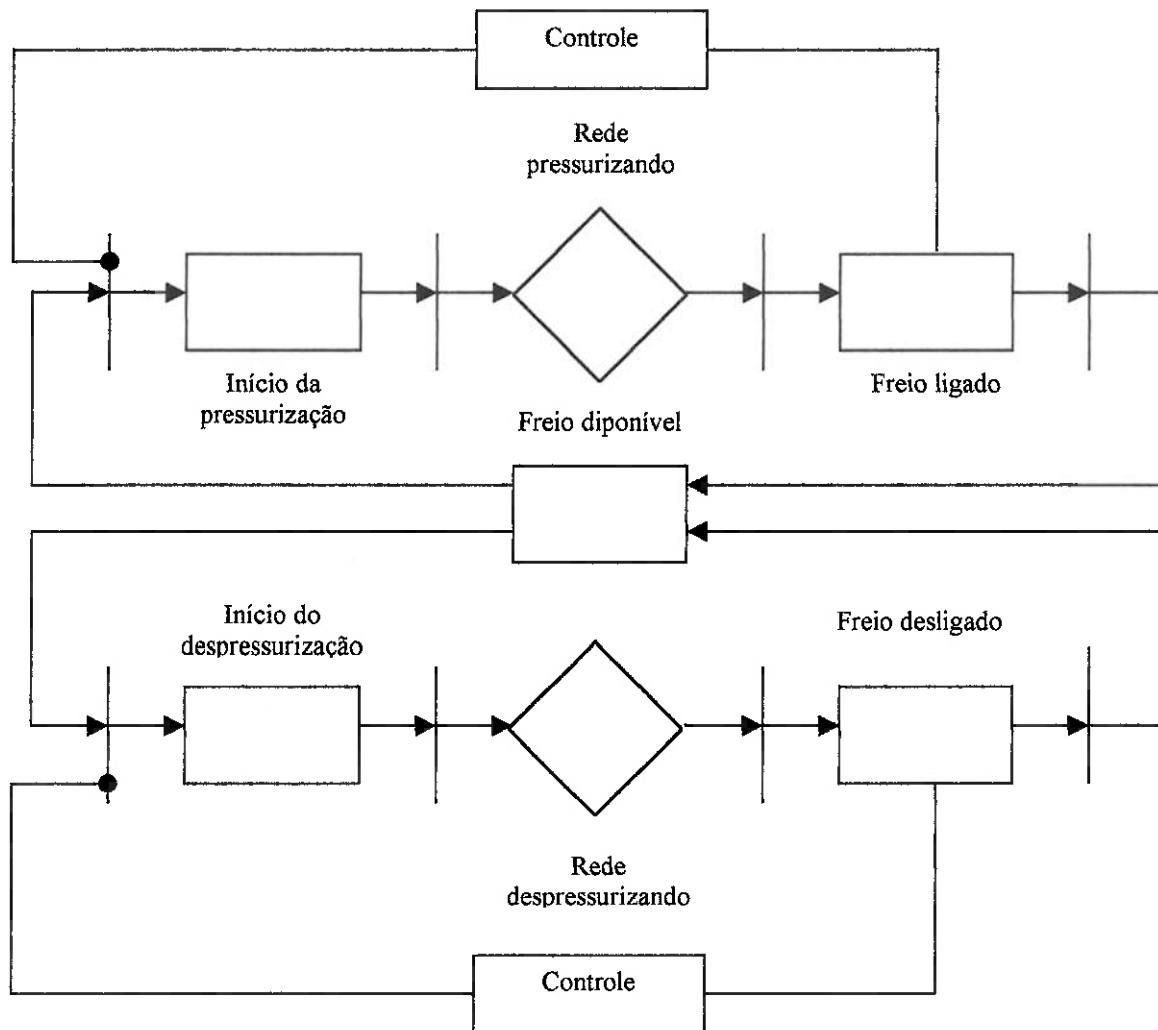 Controle
Rede
pressurizando
Início da
pressurização
Freio ligado
Freio diponível
Início do
despressurização
Freio desligado
Rede
despressurizando
Controle